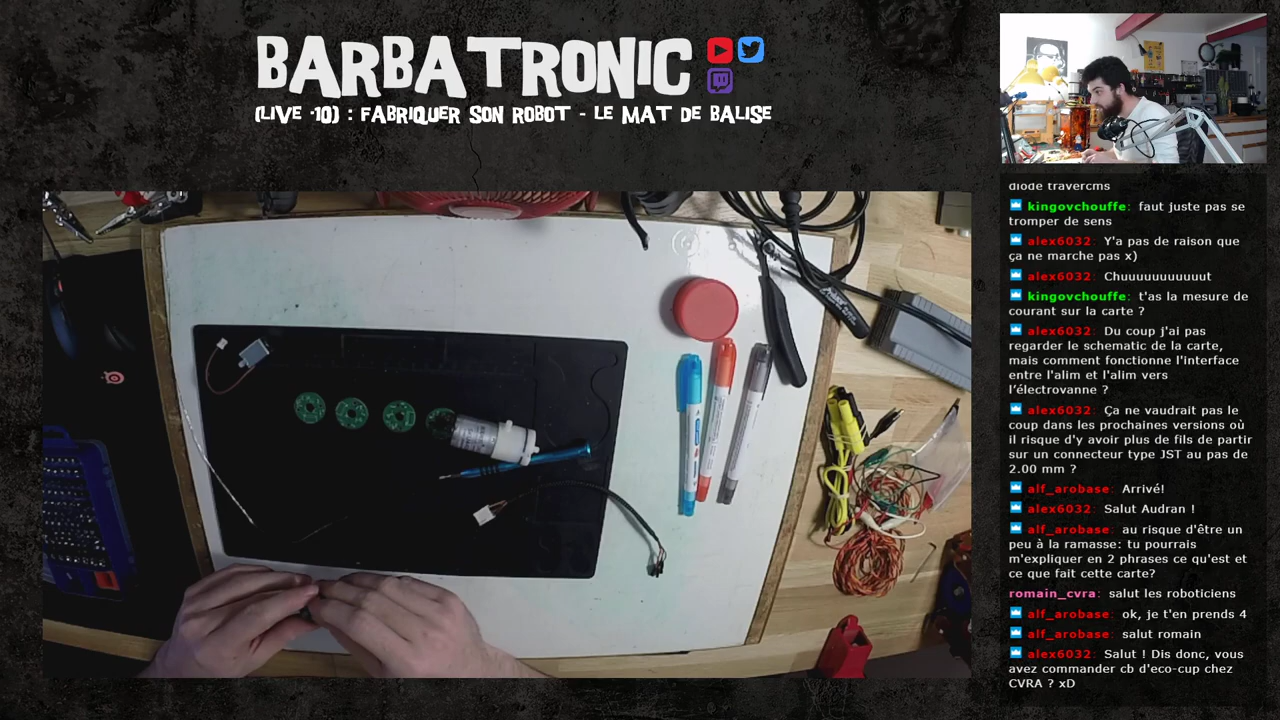 BARBATRONIC
(LIVE -10) : FABRIQUER SON ROBOT - LE MAT DE BALISE
diode travercms
kingovchouffe: faut juste pas se
tromper de sens
alex6032: Y'a pas de raison que
ça ne marche pas x)
alex6032: Chuuuuuuuuuut
kingovchouffe: t'as la mesure de
courant sur la carte ?
alex6032: Du coup j'ai pas
regarder le schematic de la carte,
mais comment fonctionne l'interface
entre l'alim et l'alim vers
l'électrovanne ?
alex6032: Ça ne vaudrait pas le
coup dans les prochaines versions où
il risque d'y avoir plus de fils de partir
sur un connecteur type JST au pas de
2.00 mm ?
alf_arobase: Arrivé!
alex6032: Salut Audran !
alf_arobase: au risque d'être un
peu à la ramasse: tu pourrais
m'expliquer en 2 phrases ce qu'est et
ce que fait cette carte?
romain_cvra: salut les roboticiens
alf_arobase: ok, je t'en prends 4
alf_arobase: salut romain
alex6032: Salut ! Dis donc, vous
avez commander cb d'eco-cup chez
CVRA ? xD